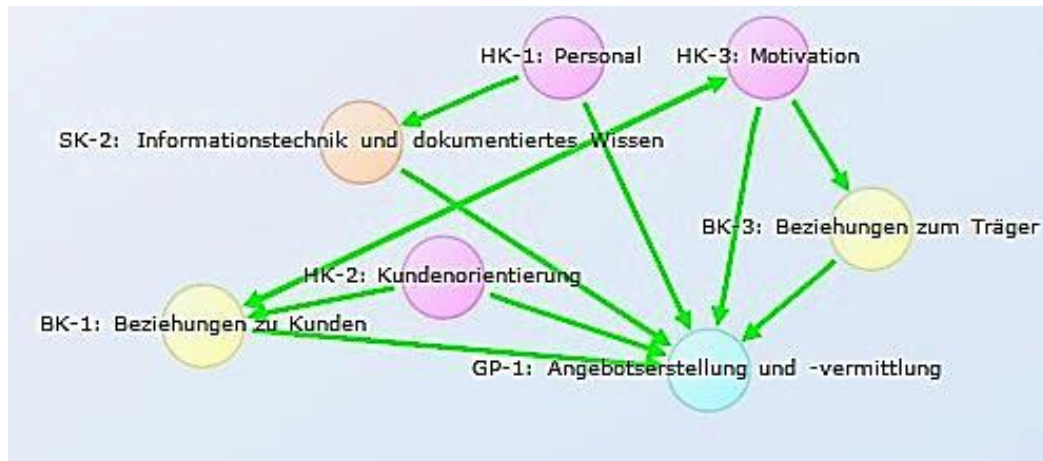 HK-1: Personal
HK-3: Motivation
SK-2: Informationstechnik und dokumentiertes Wissen
BK-3: Beziehungen zum Träger
HK-2: Kundenorientierung
BK-1: Beziehungen zu Kunden
GP-1: Angebotserstellung und -vermittlung